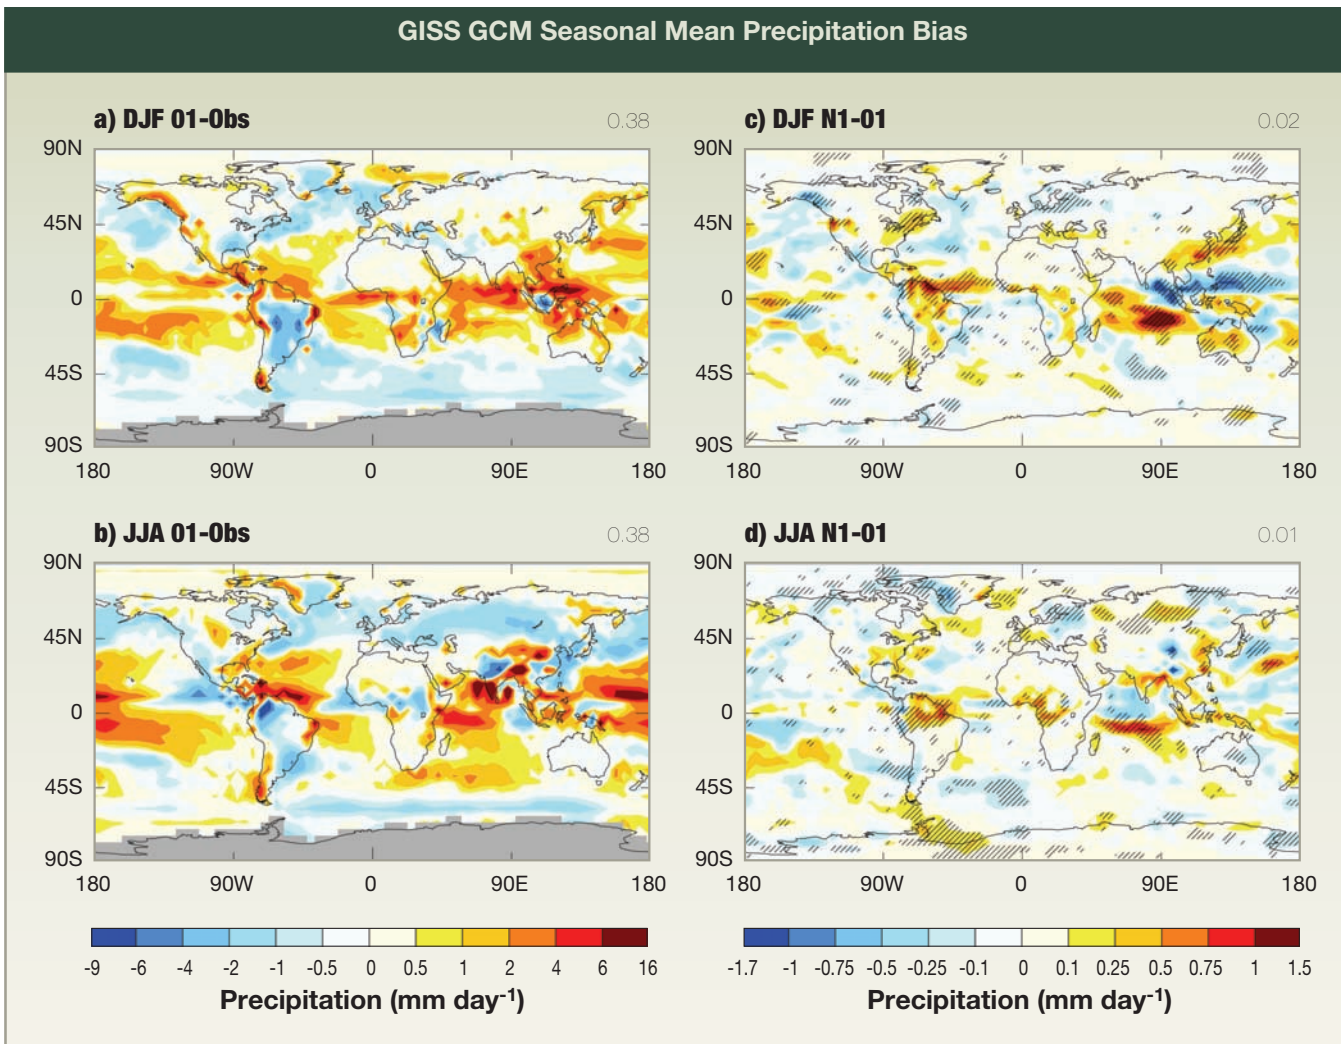 GISS GCM Seasonal Mean Precipitation Bias
a) DJF 01-Obs 0.38
90N
45N
0
45S
90S
180 90W 0 90E 180
c) DJF N1-01 0.02
90N
45N
0
45S
90S
180 90W 0 90E 180
b) JJA 01-Obs 0.38
90N
45N
0
45S
90S
180 90W 0 90E 180
d) JJA N1-01 0.01
90N
45N
0
45S
90S
180 90W 0 90E 180
-9 -6 -4 -2 -1 -0.5 0 0.5 1 2 4 6 16
Precipitation (mm day-1)
-1.7 -1 -0.75 -0.5 -0.25 -0.1 0 0.1 0.25 0.5 0.75 1 1.5
Precipitation (mm day-1)